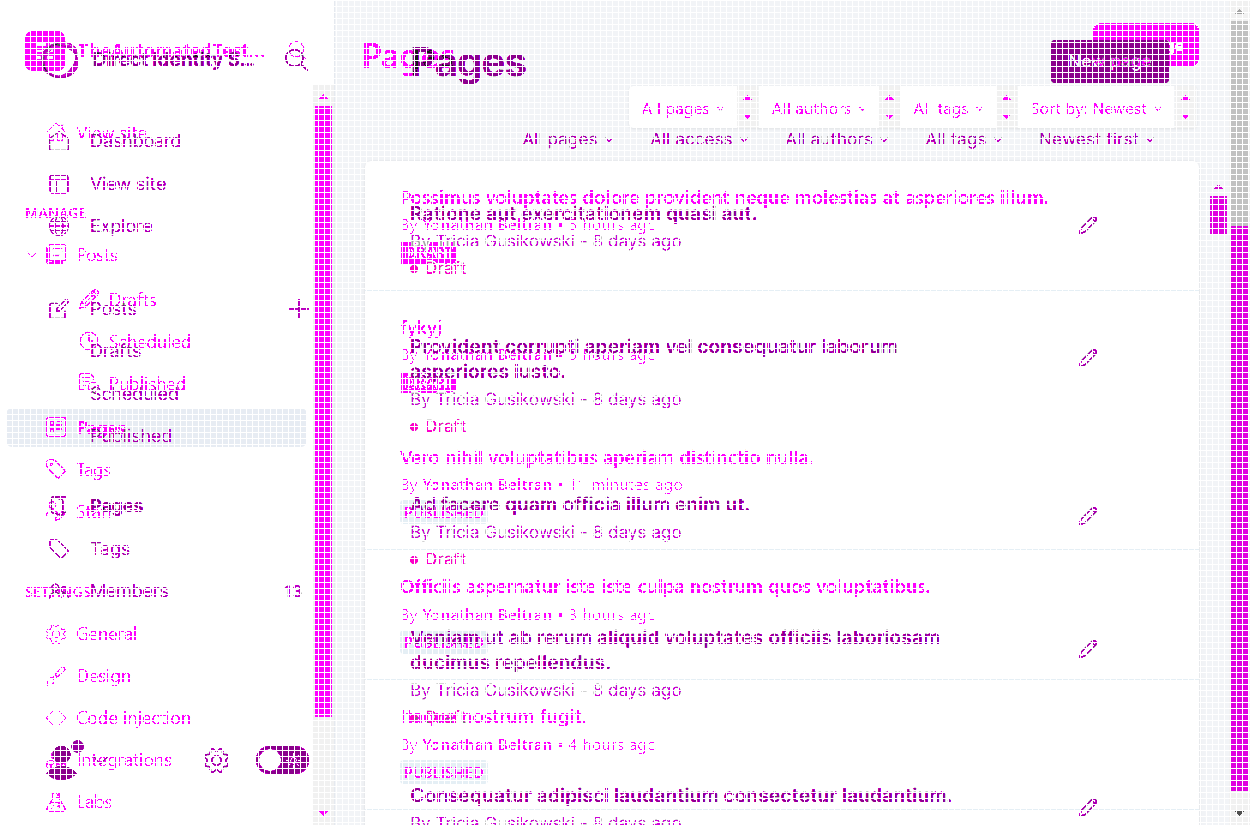 TheAutomatedTest...
Direct Identity S...
Pages
Pages
New page
All pages
All authors
All tags
Sort by: Newest
All pages
All access
All authors
All tags
Newest first
View site
Dashboard
View site
MANAGE
Explore
Posts
Drafts
Posts
Scheduled
Drafts
Published
Scheduled
Pages
Published
Tags
Pages
Staff
Tags
SETTINGS
Members
13
General
Design
Code injection
Integrations
Labs
Possimus voluptates dolore provident neque molestias at asperiores illum.
Ratione aut exercitationem quasi aut.
By Yonathan Beltran • 5 hours ago
By Tricia Gusikowski - 8 days ago
DRAFT
Draft
fykyj
Provident corrupti aperiam vel consequatur laborum
By Yonathan Beltran • hours ago
asperiores iusto.
DRAFT
By Tricia Gusikowski - 8 days ago
Draft
Vero nihil voluptatibus aperiam distinctio nulla.
By Yonathan Beltran • 11 minutes ago
Ad facere quam officia illum enim ut.
PUBLISHED
By Tricia Gusikowski - 8 days ago
Draft
Officiis aspernatur iste iste culpa nostrum quos voluptatibus.
By Yonathan Beltran • 3 hours ago
Veniam ut ab rerum aliquid voluptates officiis laboriosam
PUBLISHED
ducimus repellendus.
By Tricia Gusikowski - 8 days ago
nostrum fugit.
Draft
By Yonathan Beltran • 4 hours ago
PUBLISHED
Consequatur adipisci laudantium consectetur laudantium.
By Tricia Gusikowski - 8 days ago